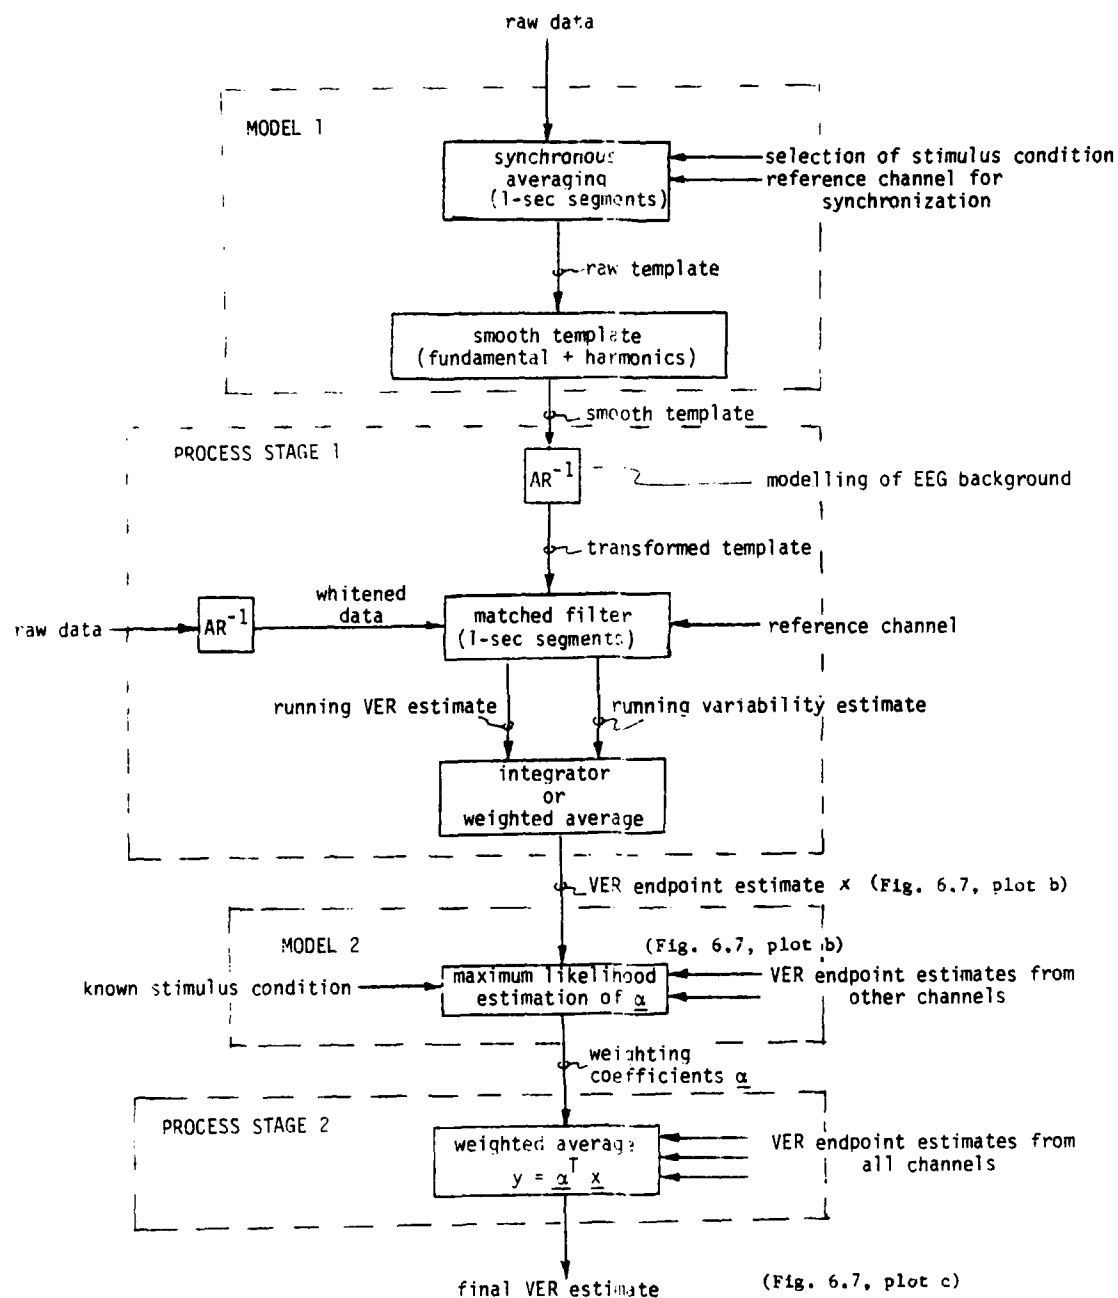 raw data
MODEL 1
synchronous
averaging
(1-sec segments)
selection of stimulus condition
reference channel for
synchronization
raw template
smooth template
(fundamental + harmonics)
smooth template
PROCESS STAGE 1
AR⁻¹
modelling of EEG background
transformed template
raw data
AR⁻¹
whitened
data
matched filter
(1-sec segments)
reference channel
running VER estimate
running variability estimate
integrator
or
weighted average
VER endpoint estimate x (Fig. 6.7, plot b)
MODEL 2
(Fig. 6.7, plot b)
known stimulus condition
maximum likelihood
estimation of α
VER endpoint estimates from
other channels
weighting
coefficients α
PROCESS STAGE 2
weighted average
y = αᵀ x
VER endpoint estimates from
all channels
final VER estimate
(Fig. 6.7, plot c)